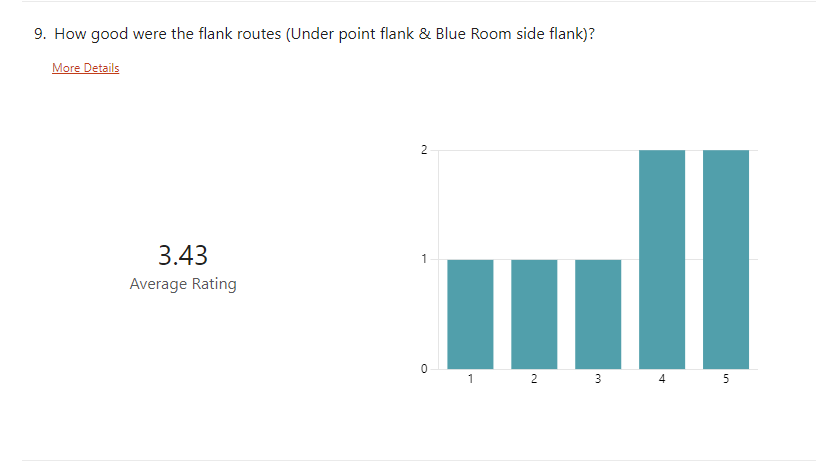 9. How good were the flank routes (Under point flank & Blue Room side flank)?
More Details
2
1
0
3.43
Average Rating
1 2 3 4 5